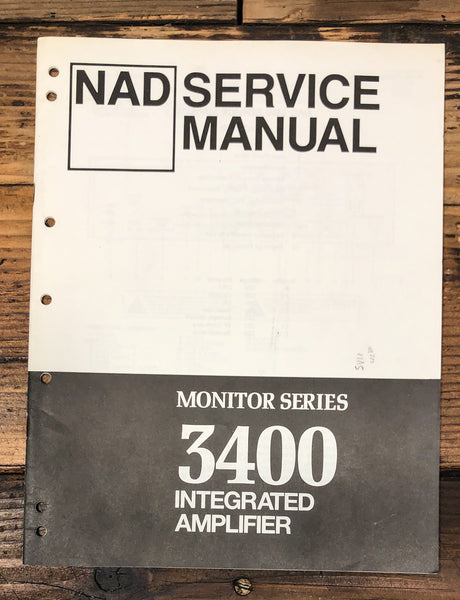 NAD SERVICE
MANUAL
MONITOR SERIES
3400
INTEGRATED
AMPLIFIER